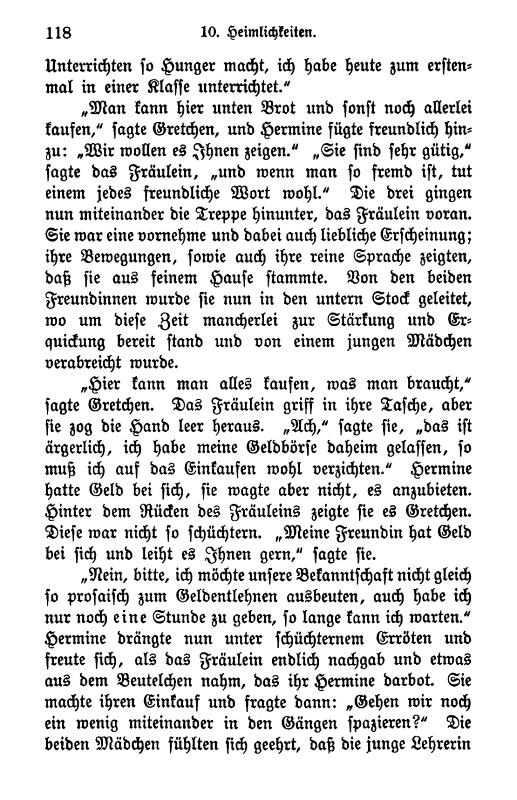 118 10. Heimlichkeiten.
Unterrichten so Hunger macht, ich habe heute zum ersten=
mal in einer Klasse unterrichtet.“
„Man kann hier unten Brot und sonst noch allerlei
kaufen,“ sagte Gretchen, und Hermine fügte freundlich hin=
zu: „Wir wollen es Ihnen zeigen.“ „Sie sind sehr gütig,“
sagte das Fräulein, „und wenn man so fremd ist, tut
einem jedes freundliche Wort wohl.“ Die drei gingen
nun miteinander die Treppe hinunter, das Fräulein voran.
Sie war eine vornehme und dabei auch liebliche Erscheinung;
ihre Bewegungen, sowie auch ihre reine Sprache zeigten,
daß sie aus feinem Hause stammte. Von den beiden
Freundinnen wurde sie nun in den untern Stock geleitet,
wo um diese Zeit mancherlei zur Stärkung und Er=
quickung bereit stand und von einem jungen Mädchen
verabreicht wurde.
„Hier kann man alles kaufen, was man braucht,“
sagte Gretchen. Das Fräulein griff in ihre Tasche, aber
sie zog die Hand leer heraus. „Ach,“ sagte sie, „das ist
ärgerlich, ich habe meine Geldbörse daheim gelassen, so
muß ich auf das Einkaufen wohl verzichten.“ Hermine
hatte Geld bei sich, sie wagte aber nicht, es anzubieten.
Hinter dem Rücken des Fräuleins zeigte sie es Gretchen.
Diese war nicht so schüchtern. „Meine Freundin hat Geld
bei sich und leiht es Ihnen gern,“ sagte sie.
„Nein, bitte, ich möchte unsere Bekanntschaft nicht gleich
so prosaisch zum Geldentlehnen ausbeuten, auch habe ich
nur noch eine Stunde zu geben, so lange kann ich warten.“
Hermine drängte nun unter schüchternem Erröten und
freute sich, als das Fräulein endlich nachgab und etwas
aus dem Beutelchen nahm, das ihr Hermine darbot. Sie
machte ihren Einkauf und fragte dann: „Gehen wir noch
ein wenig miteinander in den Gängen spazieren?“ Die
beiden Mädchen fühlten sich geehrt, daß die junge Lehrerin